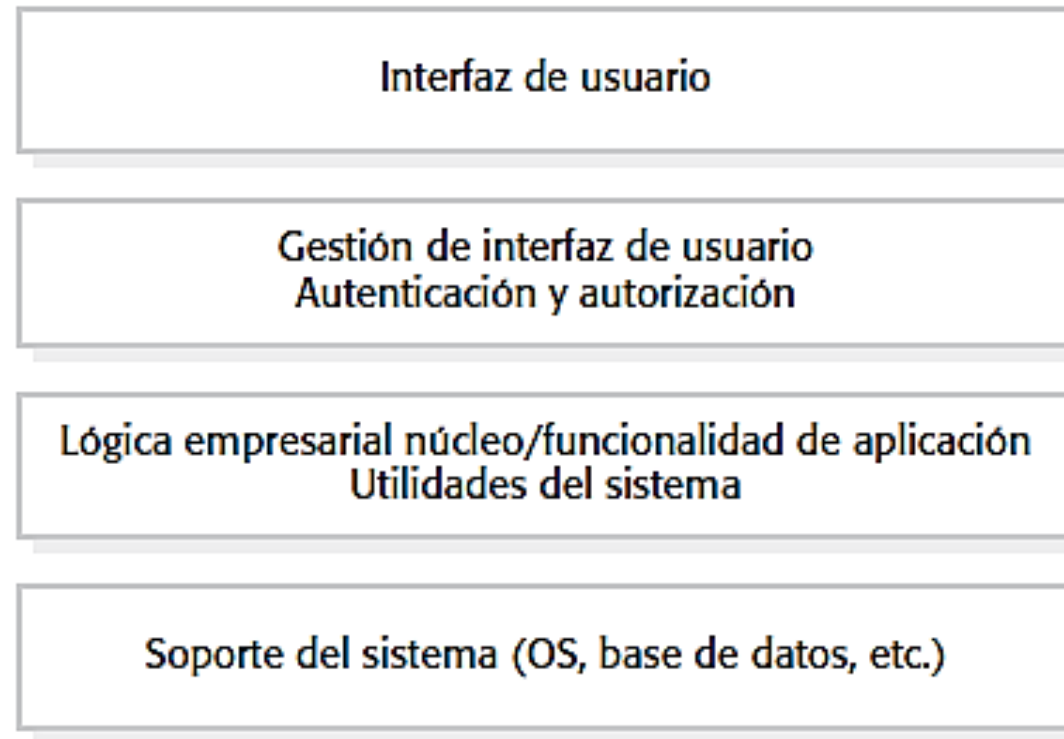 Interfaz de usuario
Gestión de interfaz de usuario
Autenticación y autorización
Lógica empresarial núcleo/funcionalidad de aplicación
Utilidades del sistema
Soporte del sistema (OS, base de datos, etc.)